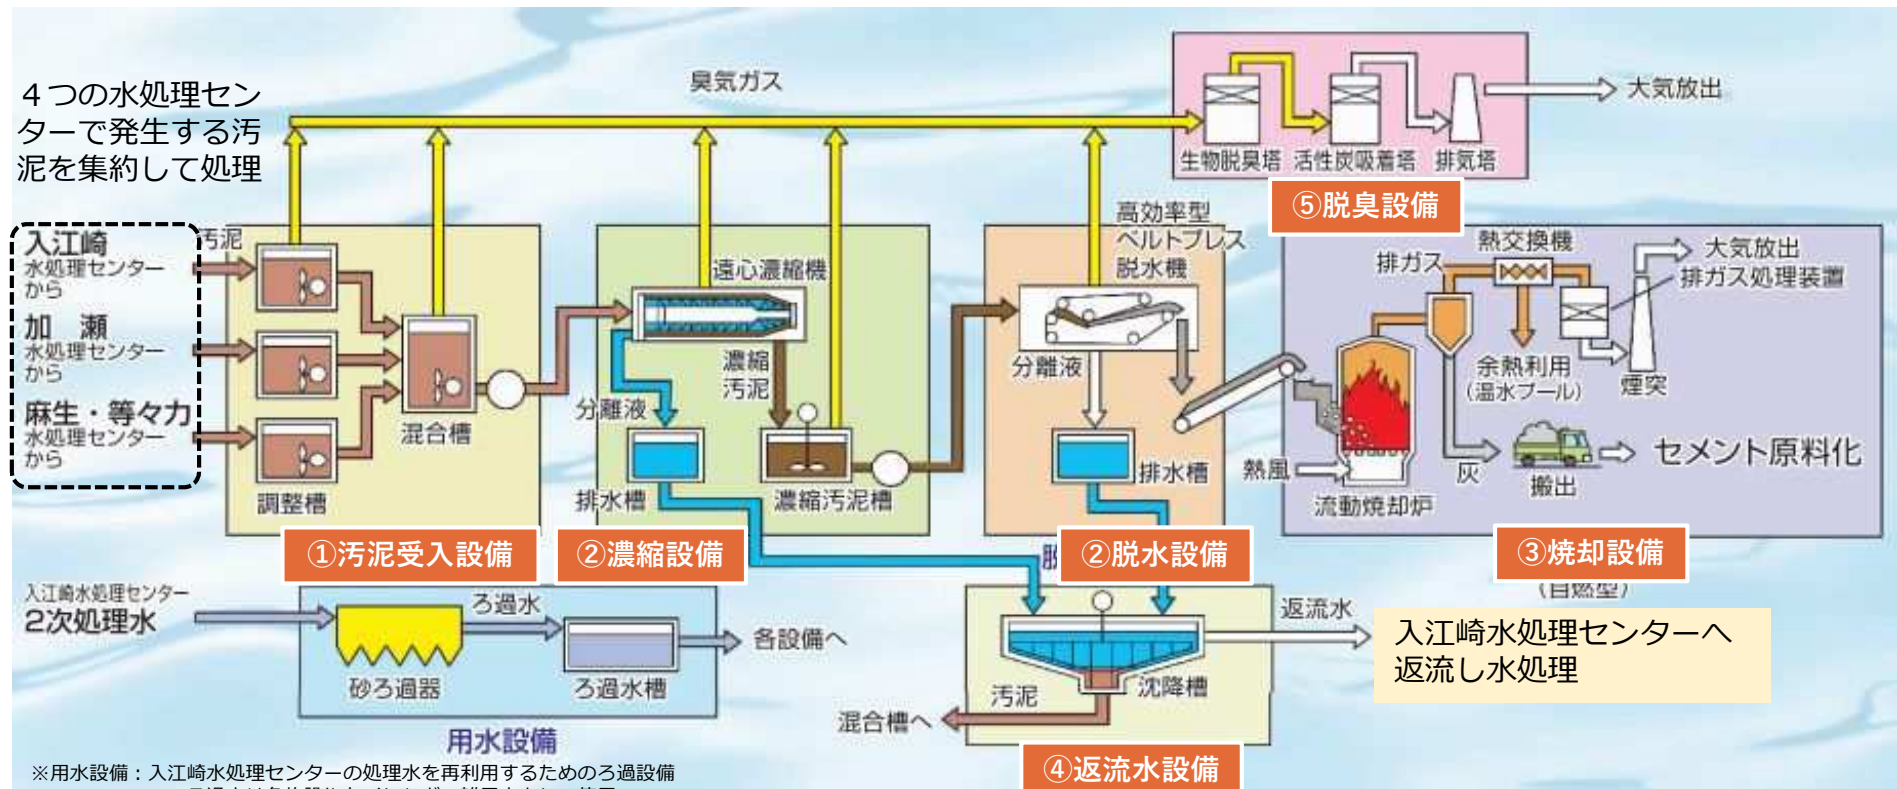 ４つの水処理セン
ターで発生する汚
泥を集約して処理
臭気ガス
生物脱臭塔
活性炭吸着塔
排気塔
大気放出
⑤脱臭設備
入江崎
水処理センター
から
加　瀬
水処理センター
から
麻生・等々力
水処理センター
から
汚泥
調整槽
混合槽
①汚泥受入設備
遠心濃縮機
濃縮
汚泥
分離液
排水槽
濃縮汚泥槽
②濃縮設備
高効率型
ベルトプレス
脱水機
分離液
排水槽
②脱水設備
排ガス
熱交換機
大気放出
排ガス処理装置
余熱利用
（温水プール）
煙突
熱風
流動焼却炉
灰
搬出
セメント原料化
③焼却設備
（自燃型）
入江崎水処理センター
2次処理水
砂ろ過器
ろ過水
ろ過水槽
各設備へ
用水設備
返流水
沈降槽
汚泥
混合槽へ
④返流水設備
入江崎水処理センターへ
返流し水処理
※用水設備：入江崎水処理センターの処理水を再利用するためのろ過設備